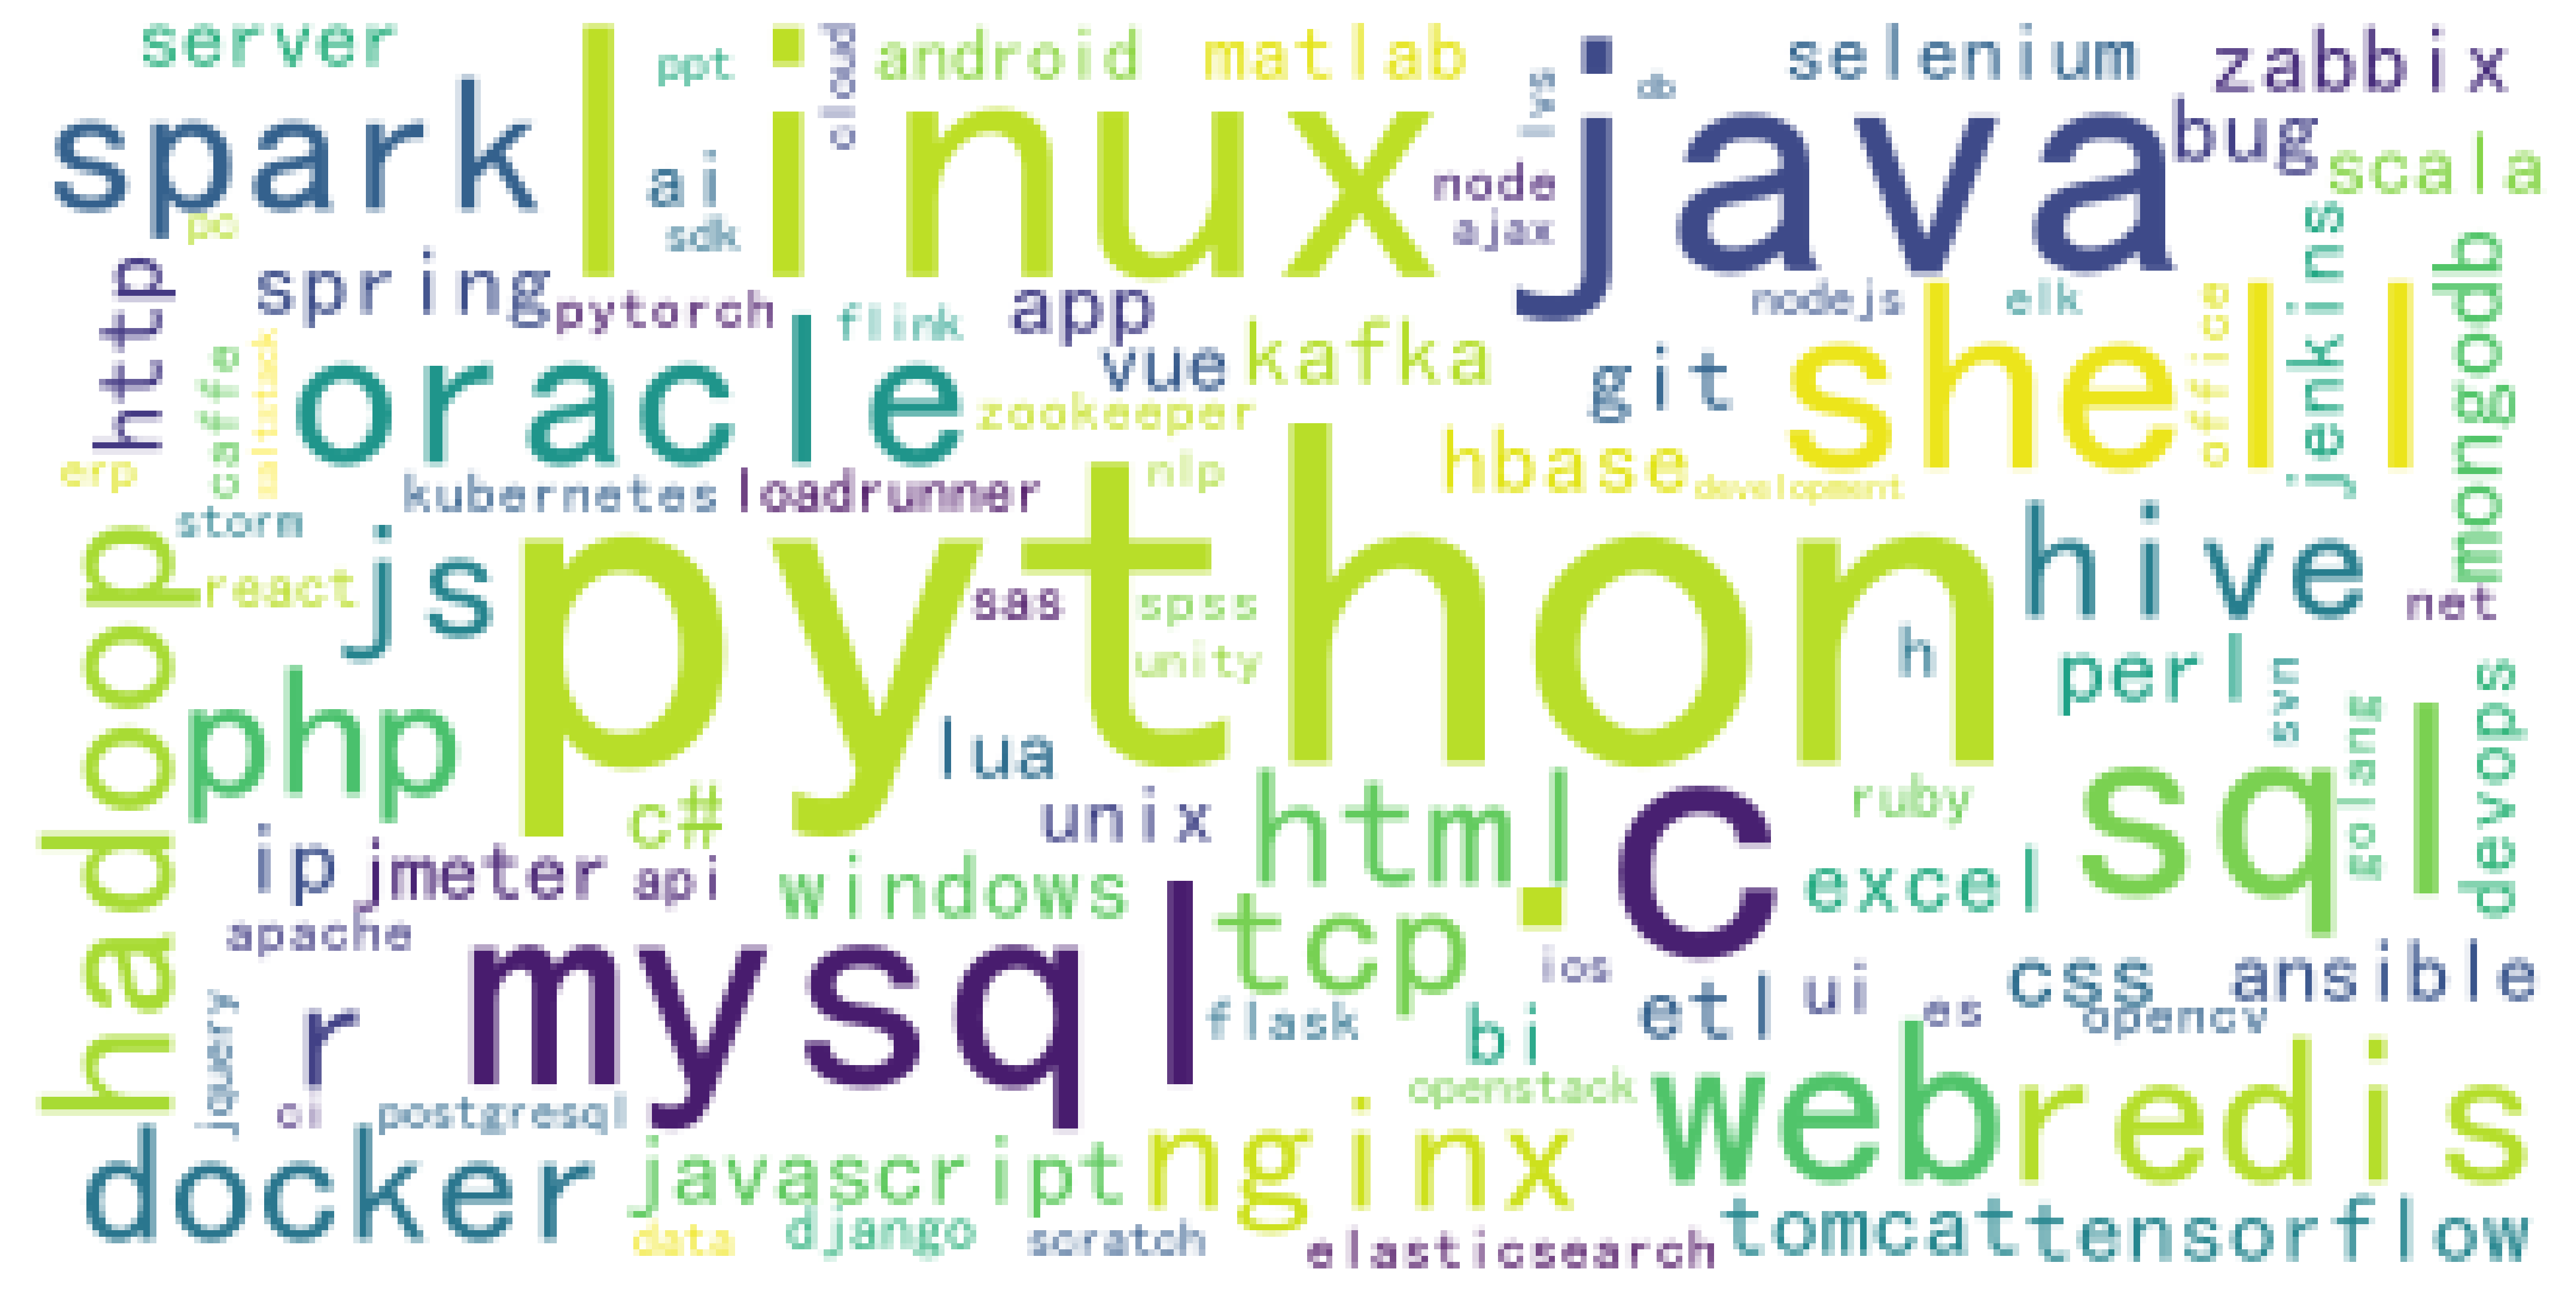 server
ppt
cloud
android
matlab
lvs
db
selenium
zabbix
spark
linux
java
bug
scala
ai
node
pc
sdk
ajax
http
spring
pytorch
flink
app
nodejs
elk
office
jenkins
mongodb
caffe
saltstack
oracle
vue
kafka
git
shell
zookeeper
erp
kubernetes
loadrunner
nlp
hbase
development
storm
hadoop
js
python
hive
react
sas
spss
net
unity
h
perl
svn
golang
devops
php
lua
c#
unix
html
c
ruby
sql
ip
jmeter
api
windows
excel
apache
mysql
tcp
ios
css
ansible
jquery
r
flask
bi
etl
ui
es
opencv
ci
postgresql
openstack
web
redis
docker
javascript
nginx
data
django
scratch
elasticsearch
tomcat
tensorflow